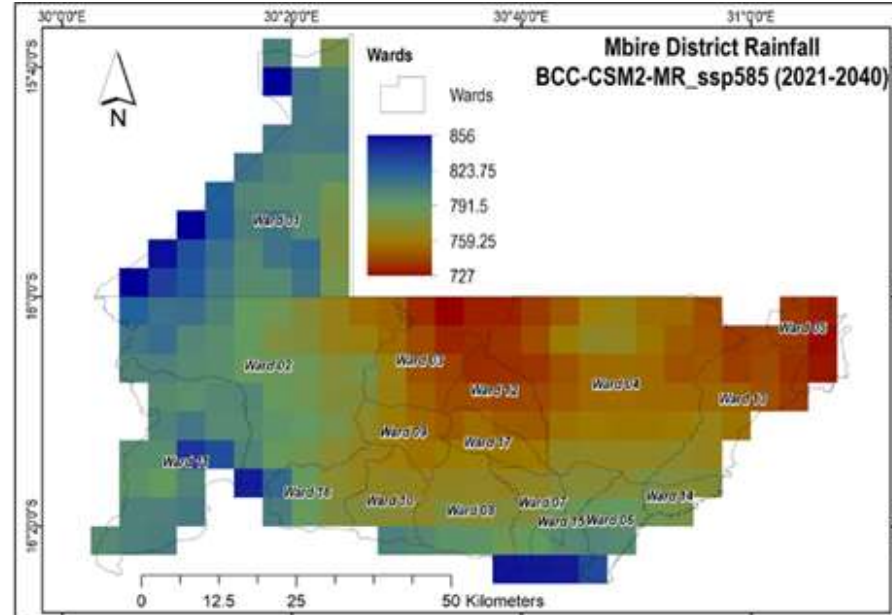 30°0'0"E 30°20'0"E 30°40'0"E 31°0'0"E
Mbire District Rainfall
BCC-CSM2-MR_ssp585 (2021-2040)
15°40'0"S
N
Wards
Wards
856
823.75
791.5
759.25
727
Ward 01
16°0'0"S
Ward 05
Ward 03
Ward 02
Ward 12
Ward 04
Ward 13
Ward 09
Ward 17
Ward 16
Ward 10
Ward 08
Ward 07
Ward 14
Ward 15
Ward 06
16°20'0"S
0 12.5 25 50 Kilometers